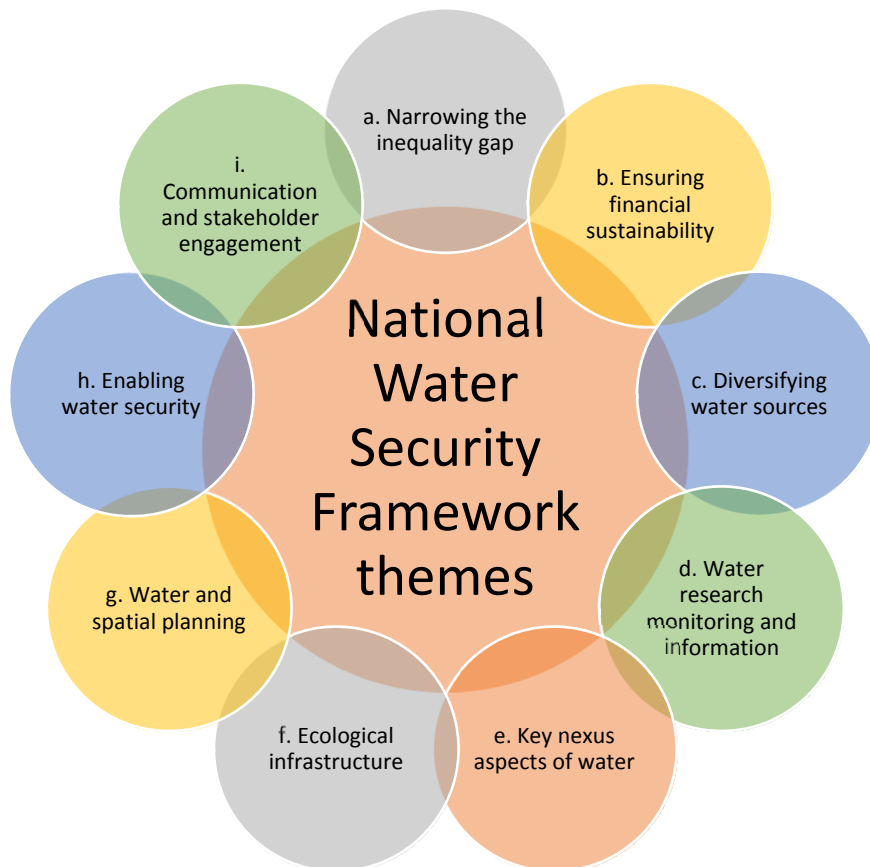 a. Narrowing the
inequality gap
b. Ensuring
financial
sustainability
c. Diversifying
water sources
d. Water
research
monitoring and
information
e. Key nexus
aspects of water
f. Ecological
infrastructure
g. Water and
spatial planning
h. Enabling
water security
i.
Communication
and stakeholder
engagement
National
Water
Security
Framework
themes